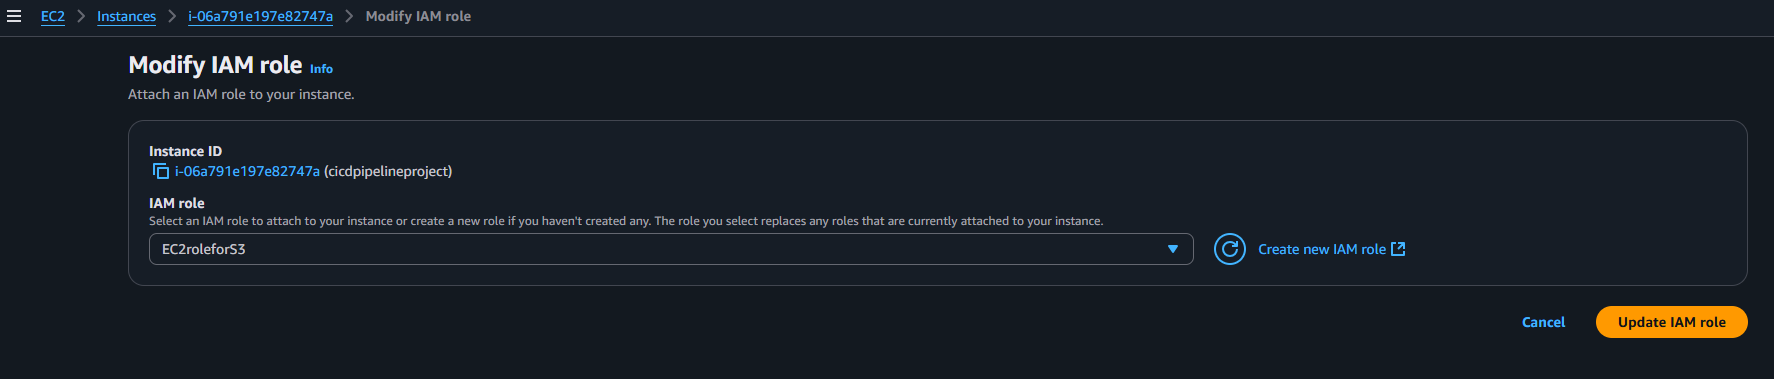 EC2 > Instances > i-06a791e197e82747a > Modify IAM role
Modify IAM role Info
Attach an IAM role to your instance.
Instance ID
i-06a791e197e82747a (cicdpipelineproject)
IAM role
Select an IAM role to attach to your instance or create a new role if you haven't created any. The role you select replaces any roles that are currently attached to your instance.
EC2roleforS3
Create new IAM role
Cancel
Update IAM role